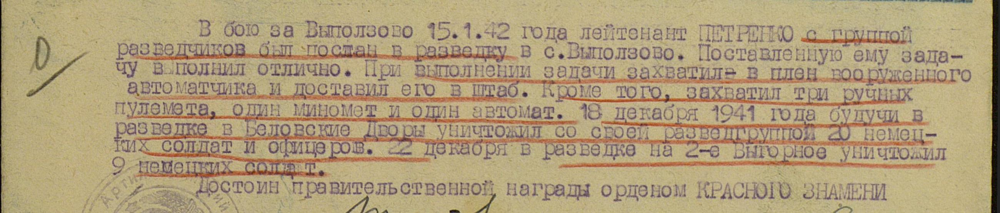 В бою за Выползово 15.1.42 года лейтенант ПЕТРЕНКО с группой
разведчиков был послан в разведку в с.Выползово. Поставленную ему зада-
чу выполнил отлично. При выполнении задачи захватил в плен вооруженного
автоматчика и доставил его в штаб. Кроме того, захватил три ручных
пулемета, один миномет и один автомат. 18 декабря 1941 года будучи в
разведке в Беловские Дворы уничтожил со своей разведгруппой 20 немец-
ких солдат и офицеров. 22 декабря в разведке на 2-е Выгорное уничтожил
9 немецких солдат.
Достоин правительственной награды орденом КРАСНОГО ЗНАМЕНИ